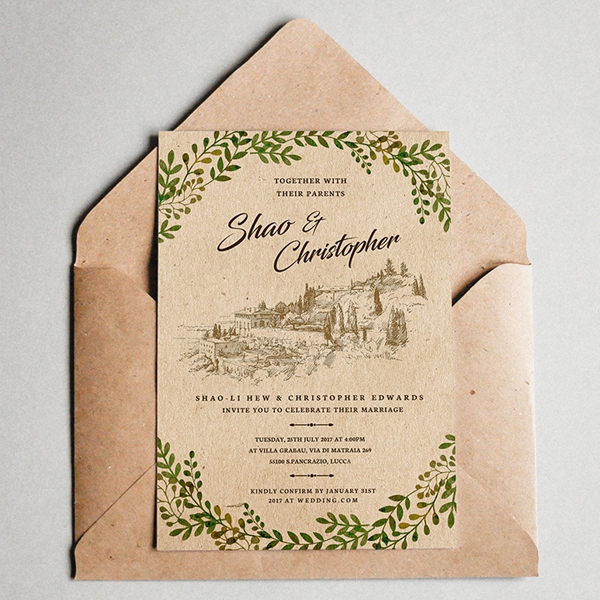 TOGETHER WITH
THEIR PARENTS
Shao &
Christopher
SHAO-LI HEW & CHRISTOPHER EDWARDS
INVITE YOU TO CELEBRATE THEIR MARRIAGE
TUESDAY, 25TH JULY 2017 AT 4:00PM
AT VILLA GRABAU, VIA DI MATRAIA 269
55100 S.PANCRAZIO, LUCCA
KINDLY CONFIRM BY JANUARY 31ST
2017 AT WEDDING.COM